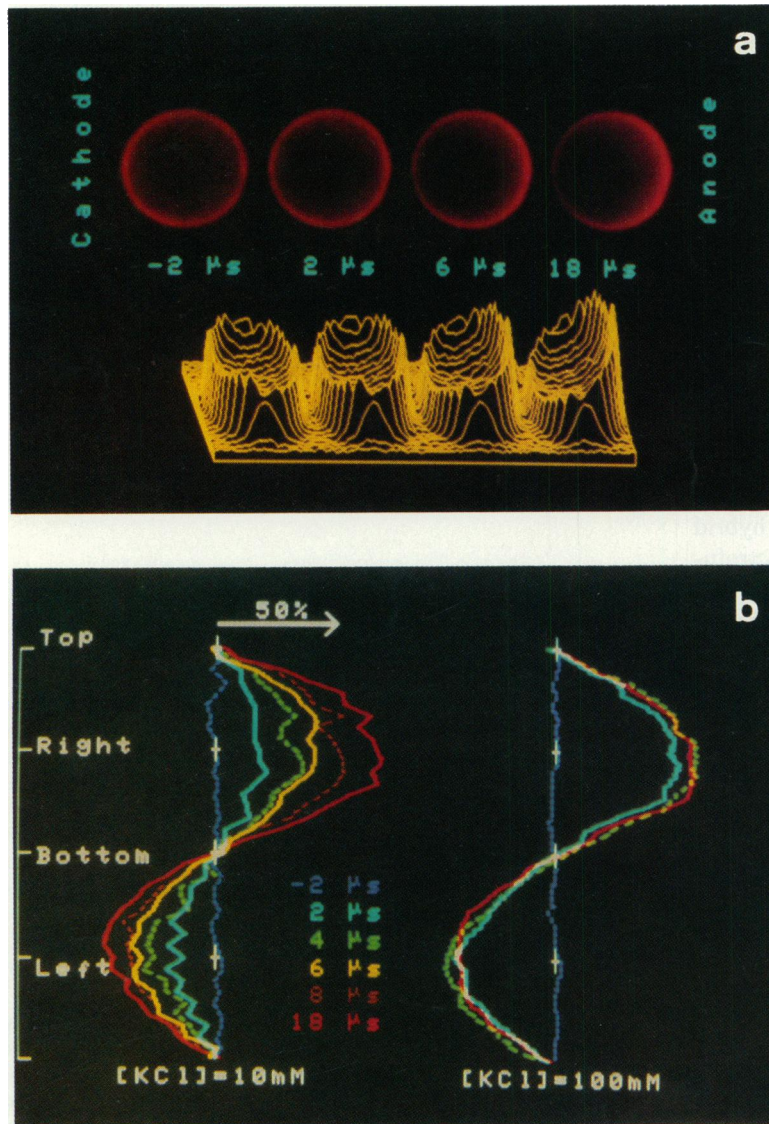 a
Cathode
Anode
-2 µs 2 µs 6 µs 18 µs
b
50%
Top
Right
Bottom
Left
-2 µs
2 µs
4 µs
6 µs
8 µs
18 µs
[KCl]=10mM [KCl]=100mM